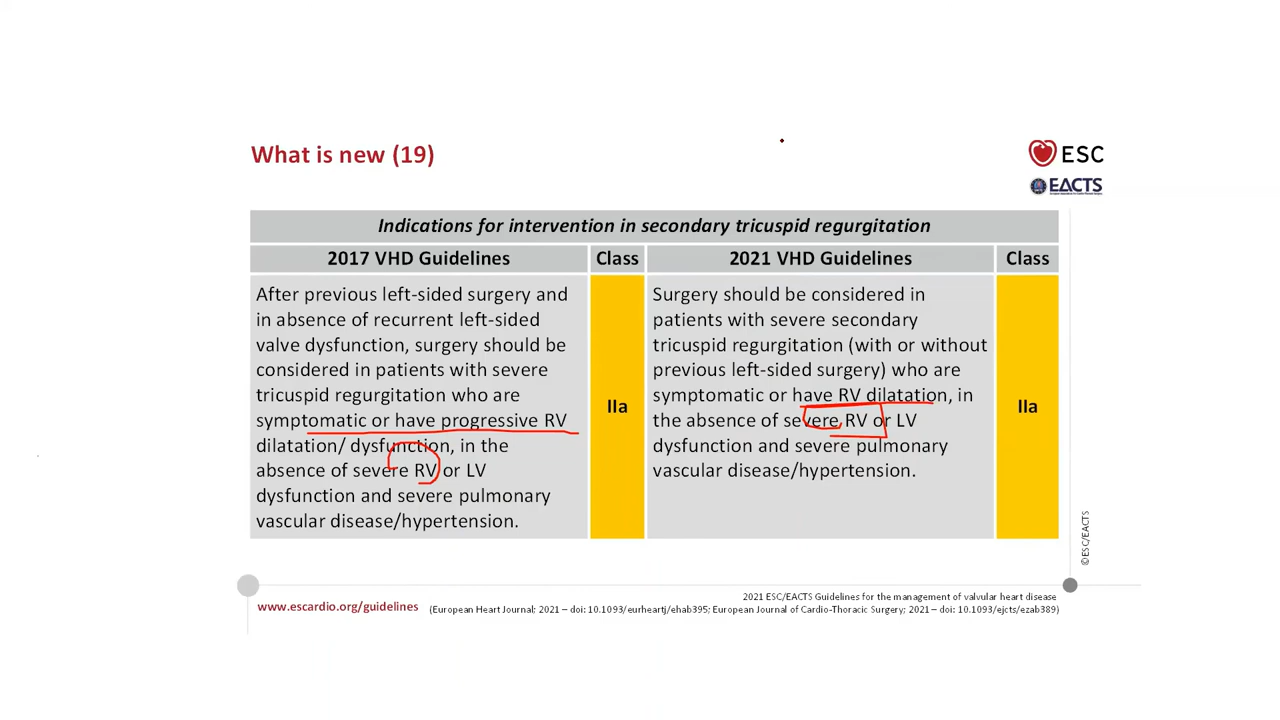 What is new (19)
ESC
EACTS
Indications for intervention in secondary tricuspid regurgitation
2017 VHD Guidelines
Class
2021 VHD Guidelines
Class
After previous left-sided surgery and
in absence of recurrent left-sided
valve dysfunction, surgery should be
considered in patients with severe
tricuspid regurgitation who are
symptomatic or have progressive RV
dilatation/ dysfunction, in the
absence of severe RV or LV
dysfunction and severe pulmonary
vascular disease/hypertension.
IIa
Surgery should be considered in
patients with severe secondary
tricuspid regurgitation (with or without
previous left-sided surgery) who are
symptomatic or have RV dilatation, in
the absence of severe RV or LV
dysfunction and severe pulmonary
vascular disease/hypertension.
IIa
©ESC/EACTS
www.escardio.org/guidelines
2021 ESC/EACTS Guidelines for the management of valvular heart disease
(European Heart Journal; 2021 – doi: 10.1093/eurheartj/ehab395; European Journal of Cardio-Thoracic Surgery; 2021 – doi: 10.1093/ejcts/ezab389)